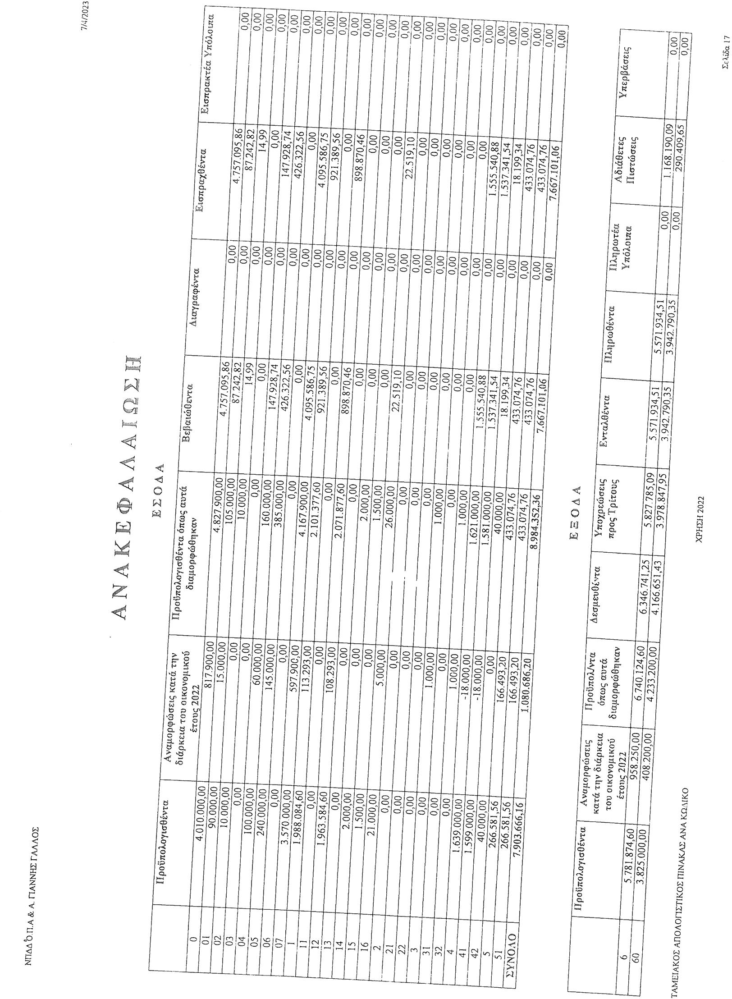 ΝΠΔΔ Ό.Π.Α & Α. ΓΙΑΝΝΗΣ ΓΑΛΛΟΣ
7/4/2023
ΑΝΑΚΕΦΑΛΑΙΩΣΗ
ΕΣΟΔΑ
Προϋπολογισθέντα Αναμορφώσεις κατά την διάρκεια του οικονομικού έτους 2022 Προϋπολογισθέντα όπως αυτά διαμορφώθηκαν Βεβαιώθεντα Διαγραφέντα Εισπραχθέντα Εισπρακτέα Υπόλοιπα
0 4.010.000,00 817.900,00 4.827.900,00 4.757.095,86 0,00 4.757.095,86 0,00
01 90.000,00 15.000,00 105.000,00 87.242,82 0,00 87.242,82 0,00
02 10.000,00 0,00 10.000,00 14,99 0,00 14,99 0,00
03 0,00 0,00 0,00 0,00 0,00 0,00 0,00
04 100.000,00 60.000,00 160.000,00 147.928,74 0,00 147.928,74 0,00
05 240.000,00 145.000,00 385.000,00 426.322,56 0,00 426.322,56 0,00
06 0,00 0,00 0,00 0,00 0,00 0,00 0,00
07 3.570.000,00 597.900,00 4.167.900,00 4.095.586,75 0,00 4.095.586,75 0,00
1 1.988.084,60 113.293,00 2.101.377,60 921.389,56 0,00 921.389,56 0,00
11 0,00 0,00 0,00 0,00 0,00 0,00 0,00
12 1.963.584,60 108.293,00 2.071.877,60 898.870,46 0,00 898.870,46 0,00
13 0,00 0,00 0,00 0,00 0,00 0,00 0,00
14 2.000,00 0,00 2.000,00 0,00 0,00 0,00 0,00
15 1.500,00 0,00 1.500,00 0,00 0,00 0,00 0,00
16 21.000,00 5.000,00 26.000,00 22.519,10 0,00 22.519,10 0,00
2 0,00 0,00 0,00 0,00 0,00 0,00 0,00
21 0,00 0,00 0,00 0,00 0,00 0,00 0,00
22 0,00 0,00 0,00 0,00 0,00 0,00 0,00
3 0,00 1.000,00 1.000,00 0,00 0,00 0,00 0,00
31 0,00 0,00 0,00 0,00 0,00 0,00 0,00
32 0,00 1.000,00 1.000,00 0,00 0,00 0,00 0,00
4 1.639.000,00 -18.000,00 1.621.000,00 1.555.540,88 0,00 1.555.540,88 0,00
41 1.599.000,00 -18.000,00 1.581.000,00 1.537.341,54 0,00 1.537.341,54 0,00
42 40.000,00 0,00 40.000,00 18.199,34 0,00 18.199,34 0,00
5 266.581,56 166.493,20 433.074,76 433.074,76 0,00 433.074,76 0,00
51 266.581,56 166.493,20 433.074,76 433.074,76 0,00 433.074,76 0,00
ΣΥΝΟΛΟ 7.903.666,16 1.080.686,20 8.984.352,36 7.667.101,06 0,00 7.667.101,06 0,00
ΕΞΟΔΑ
Προϋπολογισθέντα Αναμορφώσεις κατά την διάρκεια του οικονομικού έτους 2022 Προϋπολ/ντα όπως αυτά διαμορφώθηκαν Δεσμευθέντα Υποχρεώσεις προς Τρίτους Ενταλθέντα Πληρωθέντα Πληρωτέα Υπόλοιπα Αδιάθετες Πιστώσεις Υπερβάσεις
6 5.781.874,60 958.250,00 6.740.124,60 6.346.741,25 5.827.785,09 5.571.934,51 5.571.934,51 0,00 1.168.190,09 0,00
60 3.825.000,00 408.200,00 4.233.200,00 4.166.651,43 3.978.847,95 3.942.790,35 3.942.790,35 0,00 290.409,65 0,00
ΤΑΜΕΙΑΚΟΣ ΑΠΟΛΟΓΙΣΤΙΚΟΣ ΠΙΝΑΚΑΣ ΑΝΑ ΚΩΔΙΚΟ
ΧΡΗΣΗ 2022
Σελίδα 17